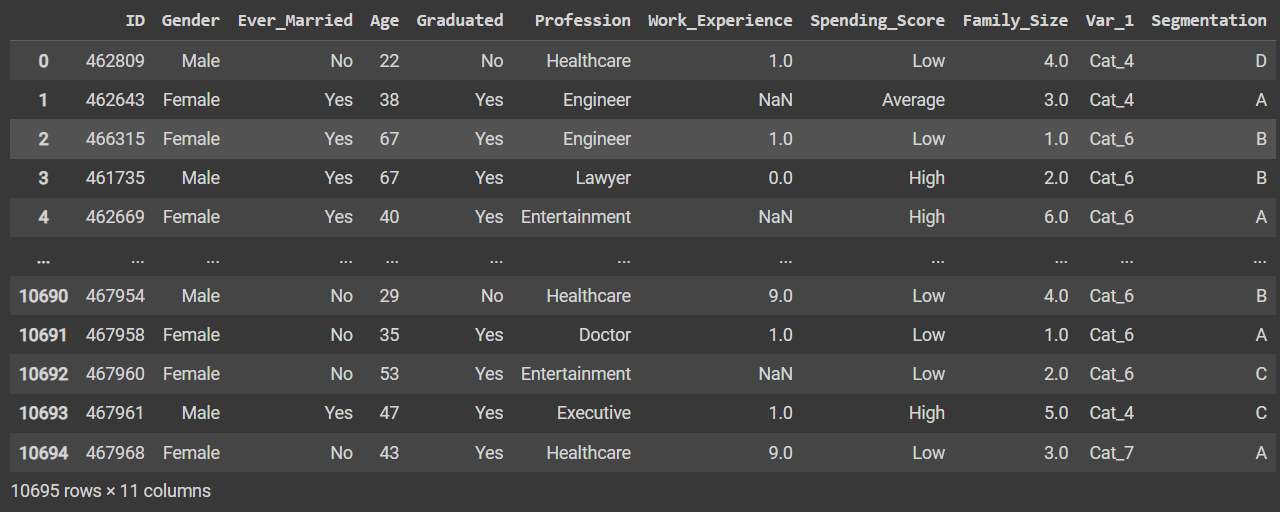 ID Gender Ever_Married Age Graduated Profession Work_Experience Spending_Score Family_Size Var_1 Segmentation
0 462809 Male No 22 No Healthcare 1.0 Low 4.0 Cat_4 D
1 462643 Female Yes 38 Yes Engineer NaN Average 3.0 Cat_4 A
2 466315 Female Yes 67 Yes Engineer 1.0 Low 1.0 Cat_6 B
3 461735 Male Yes 67 Yes Lawyer 0.0 High 2.0 Cat_6 B
4 462669 Female Yes 40 Yes Entertainment NaN High 6.0 Cat_6 A
... ... ... ... ... ... ... ... ... ... ... ...
10690 467954 Male No 29 No Healthcare 9.0 Low 4.0 Cat_6 B
10691 467958 Female No 35 Yes Doctor 1.0 Low 1.0 Cat_6 A
10692 467960 Female No 53 Yes Entertainment NaN Low 2.0 Cat_6 C
10693 467961 Male Yes 47 Yes Executive 1.0 High 5.0 Cat_4 C
10694 467968 Female No 43 Yes Healthcare 9.0 Low 3.0 Cat_7 A
10695 rows × 11 columns